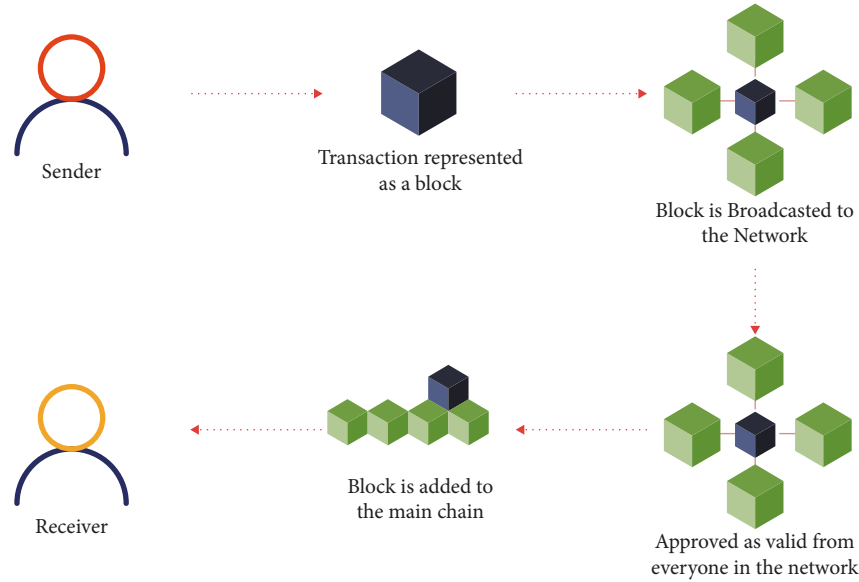 Sender
Transaction represented
as a block
Block is Broadcasted to
the Network
Receiver
Block is added to
the main chain
Approved as valid from
everyone in the network